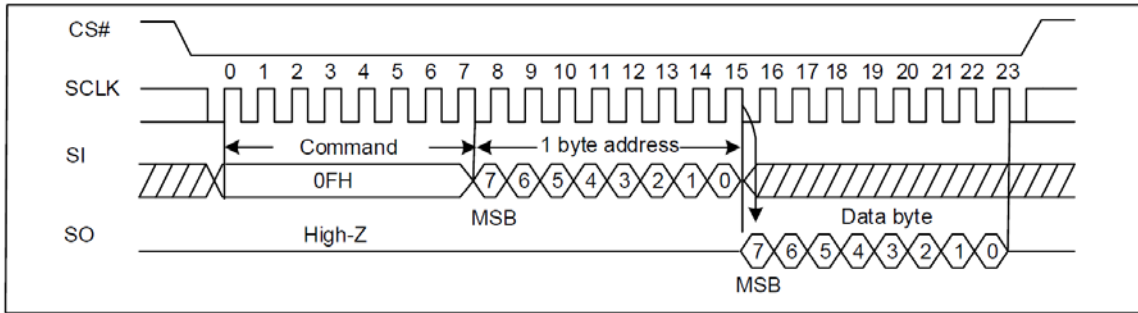 CS#
0 1 2 3 4 5 6 7 8 9 10 11 12 13 14 15 16 17 18 19 20 21 22 23
SCLK
Command 1 byte address
SI
0FH 7 6 5 4 3 2 1 0
MSB Data byte
SO High-Z
7 6 5 4 3 2 1 0
MSB